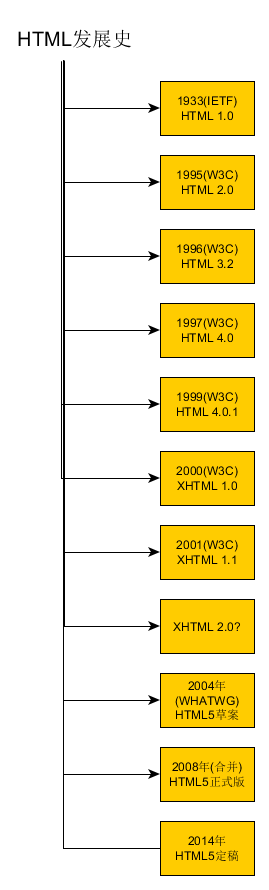 HTML发展史
1933(IETF)
HTML 1.0
1995(W3C)
HTML 2.0
1996(W3C)
HTML 3.2
1997(W3C)
HTML 4.0
1999(W3C)
HTML 4.0.1
2000(W3C)
XHTML 1.0
2001(W3C)
XHTML 1.1
XHTML 2.0?
2004年
(WHATWG)
HTML5草案
2008年(合并)
HTML5正式版
2014年
HTML5定稿